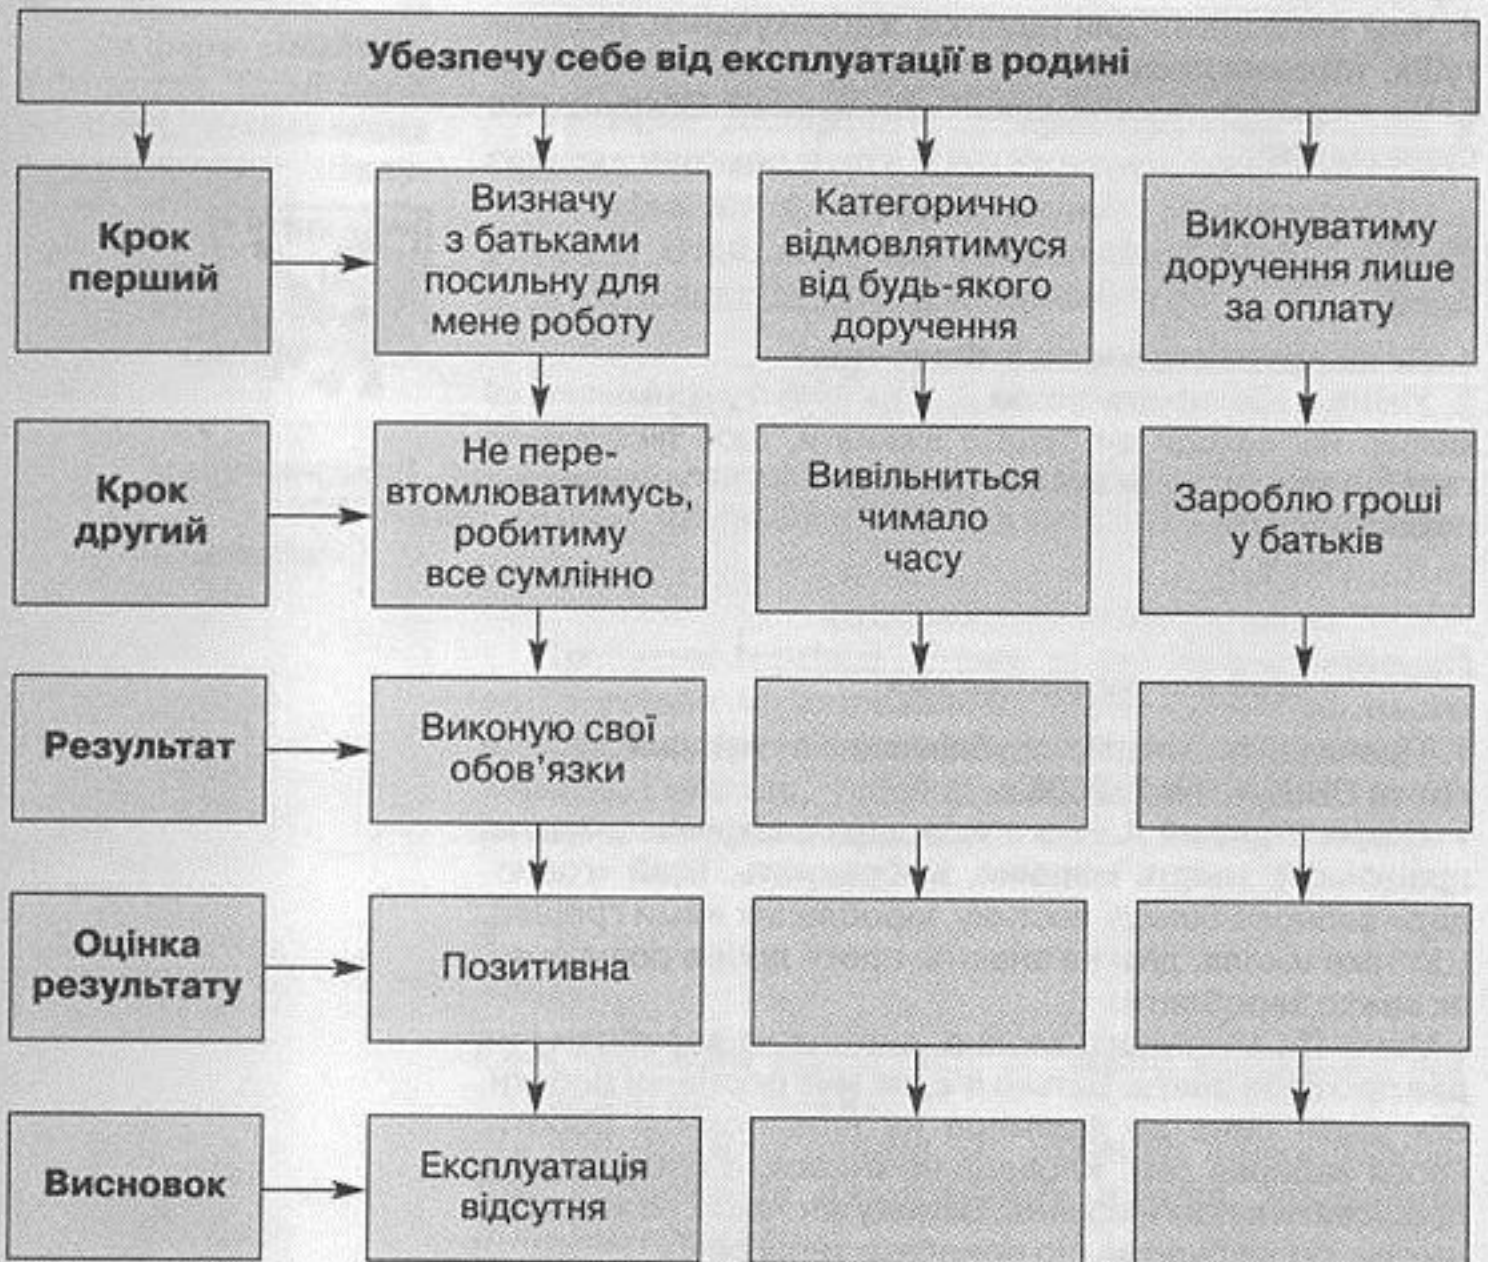 Убезпечу себе від експлуатації в родині
Крок
перший
Визначу
з батьками
посильну для
мене роботу
Категорично
відмовлятимуся
від будь-якого
доручення
Виконуватиму
доручення лише
за оплату
Крок
другий
Не пере-
втомлюватимусь,
робитиму
все сумлінно
Вивільниться
чимало
часу
Зароблю гроші
у батьків
Результат
Виконую свої
обов’язки
Оцінка
результату
Позитивна
Висновок
Експлуатація
відсутня